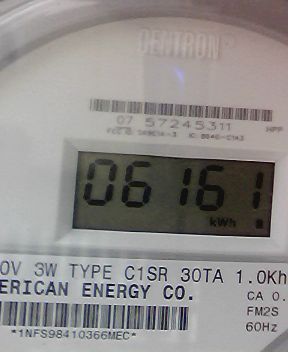 CENTRON
07 57245311 HPP
06161
kWh
0V 3W TYPE C1SR 30TA 1.0Kh
ERICAN ENERGY CO. CA 0.
FM2S
60Hz
*1NFS98410366MEC*